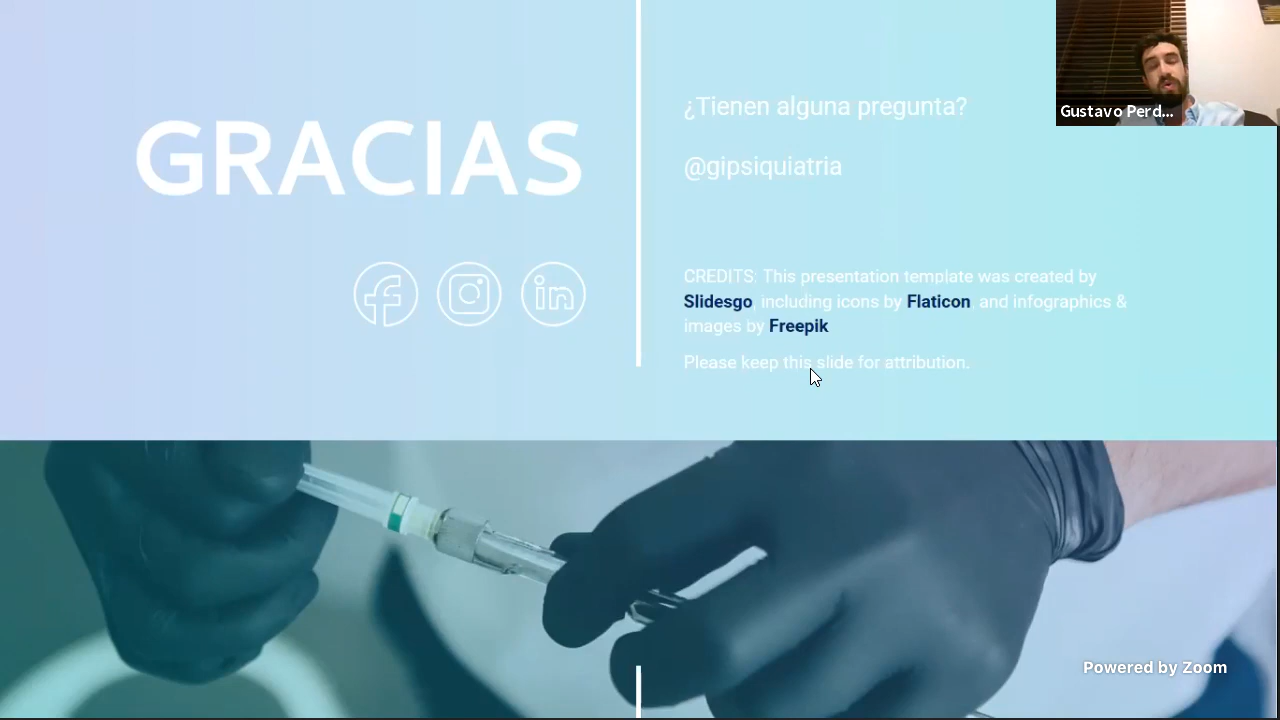 GRACIAS
¿Tienen alguna pregunta?
@gipsiquiatria
CREDITS: This presentation template was created by
Slidesgo, including icons by Flaticon, and infographics &
images by Freepik
Please keep this slide for attribution.
Gustavo Perd...
Powered by Zoom